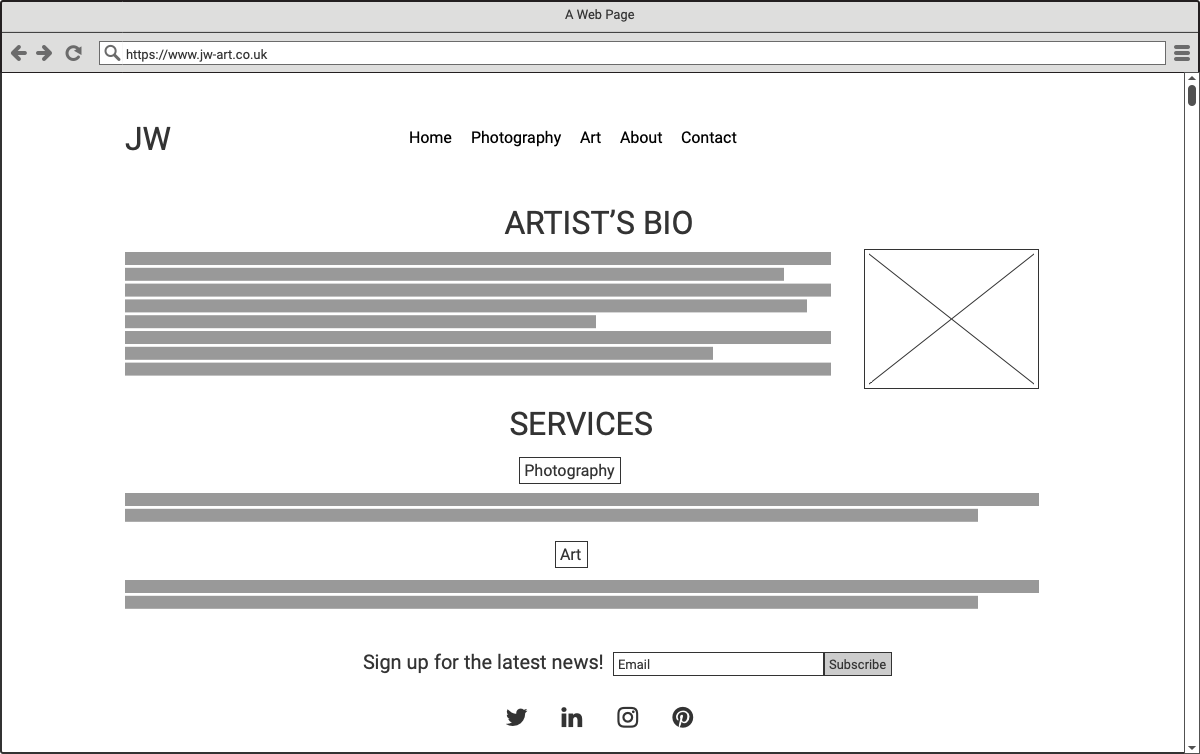 A Web Page
https://www.jw-art.co.uk
JW
Home Photography Art About Contact
ARTIST’S BIO
SERVICES
Photography
Art
Sign up for the latest news! Email Subscribe